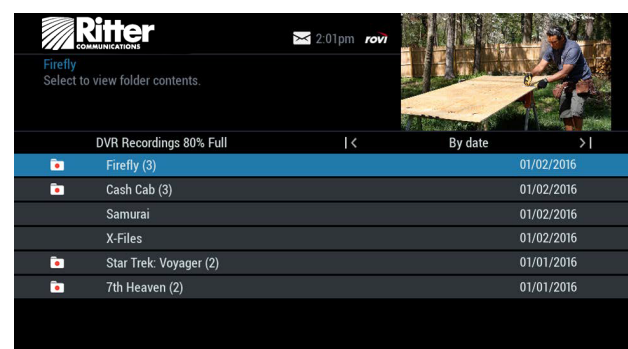 Ritter
COMMUNICATIONS
2:01pm rovi
Firefly
Select to view folder contents.
DVR Recordings 80% Full |< By date >|
Firefly (3) 01/02/2016
Cash Cab (3) 01/02/2016
Samurai 01/02/2016
X-Files 01/02/2016
Star Trek: Voyager (2) 01/01/2016
7th Heaven (2) 01/01/2016